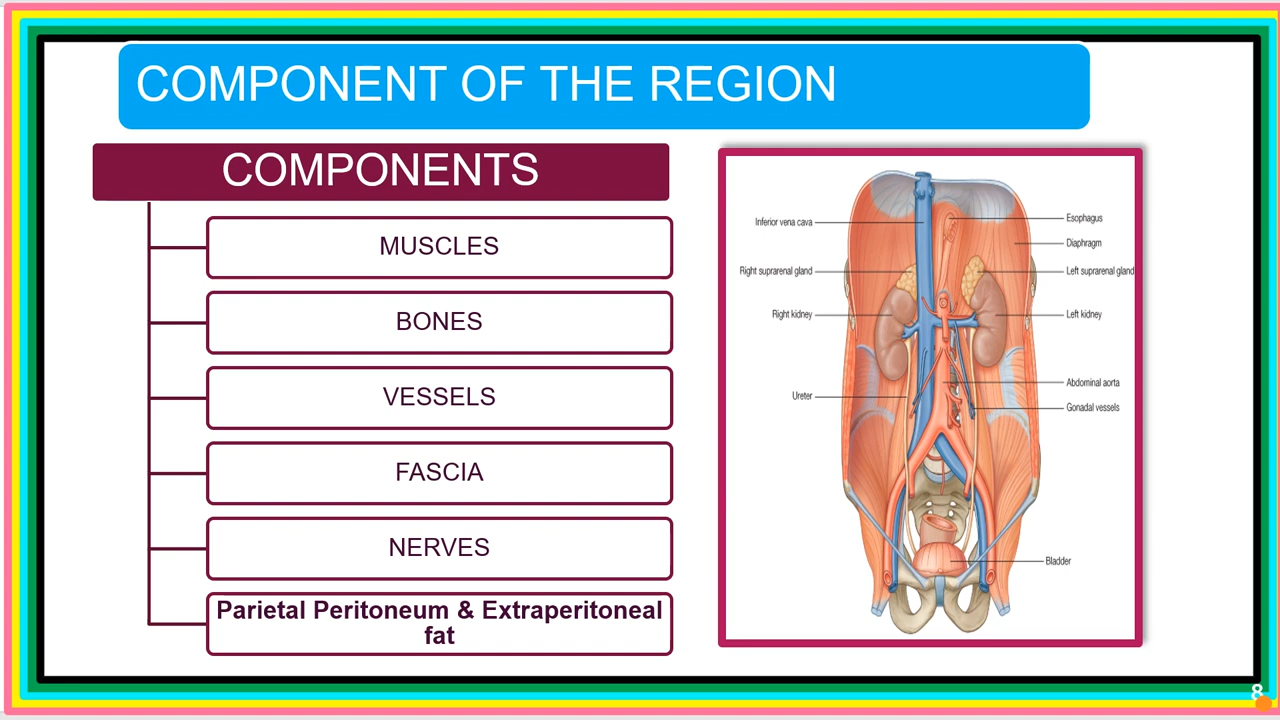 COMPONENT OF THE REGION
COMPONENTS
MUSCLES
BONES
VESSELS
FASCIA
NERVES
Parietal Peritoneum & Extraperitoneal
fat
Inferior vena cava
Right suprarenal gland
Right kidney
Ureter
Esophagus
Diaphragm
Left suprarenal gland
Left kidney
Abdominal aorta
Gonadal vessels
Bladder
8